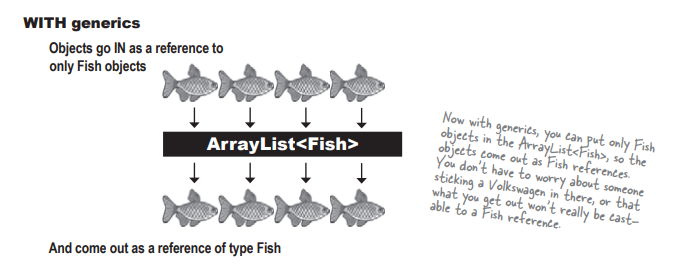 WITH generics
Objects go IN as a reference to
only Fish objects
ArrayList<Fish>
And come out as a reference of type Fish
Now with generics, you can put only Fish
objects in the ArrayList<Fish>, so the
objects come out as Fish references.
You don't have to worry about someone
sticking a Volkswagen in there, or that
what you get out won't really be cast-
able to a Fish reference.